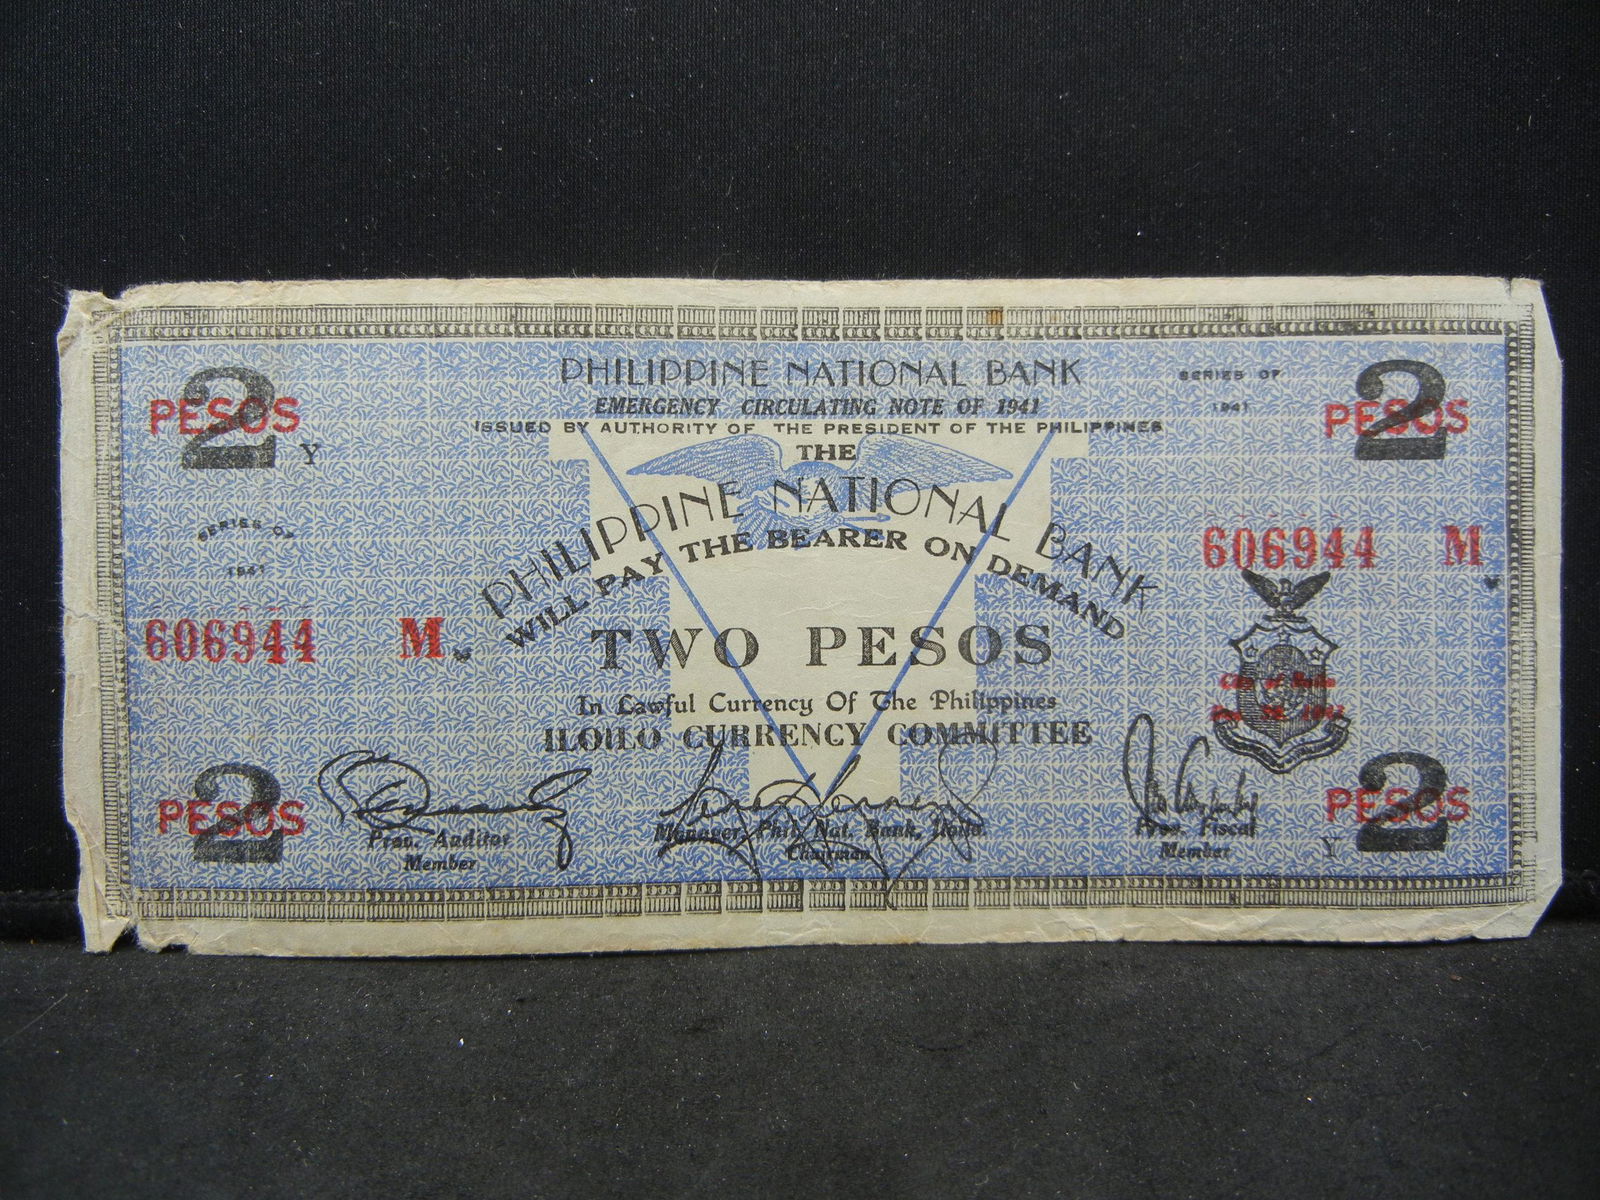 PHILIPPINE NATIONAL BANK
EMERGENCY CIRCULATING NOTE OF 1941
ISSUED BY AUTHORITY OF THE PRESIDENT OF THE PHILIPPINES
SERIES OF
1941
2
PESOS
Y
2
PESOS
THE
PHILIPPINE NATIONAL BANK
WILL PAY THE BEARER ON DEMAND
SERIES OF
1941
606944 M
606944 M
TWO PESOS
In Lawful Currency Of The Philippines
ILOILO CURRENCY COMMITTEE
2
PESOS
Prov. Auditor
Member
Manager, Phil. Nat. Bank, Iloilo.
Chairman
Prov. Fiscal
Member
Y
2
PESOS